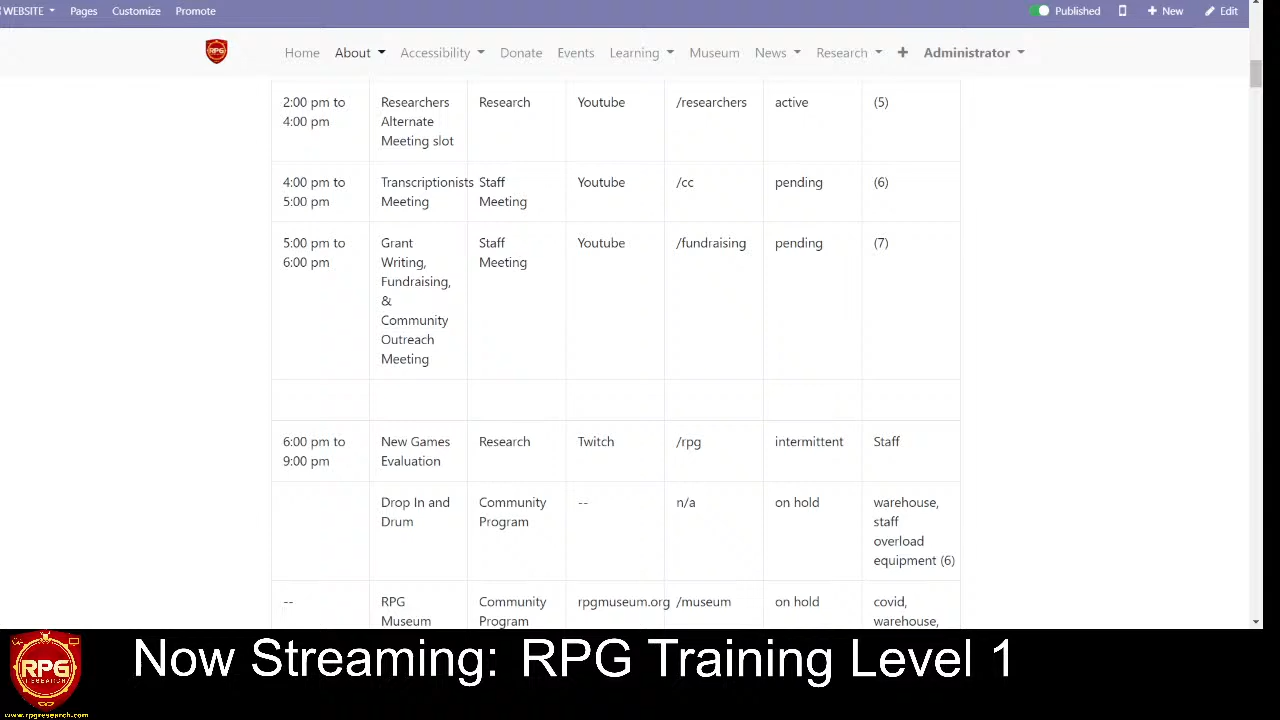 WEBSITE Pages Customize Promote Published New Edit
RPG Home About Accessibility Donate Events Learning Museum News Research + Administrator
2:00 pm to Researchers Research Youtube /researchers active (5)
4:00 pm Alternate
Meeting slot
4:00 pm to Transcriptionists Staff Youtube /cc pending (6)
5:00 pm Meeting Meeting
5:00 pm to Grant Staff Youtube /fundraising pending (7)
6:00 pm Writing, Meeting
Fundraising,
&
Community
Outreach
Meeting
6:00 pm to New Games Research Twitch /rpg intermittent Staff
9:00 pm Evaluation
Drop In and Community -- n/a on hold warehouse,
Drum Program staff
overload
equipment (6)
-- RPG Community rpgmuseum.org /museum on hold covid,
Museum Program warehouse,
Now Streaming: RPG Training Level 1
RPG
RESEARCH
www.rpgresearch.com